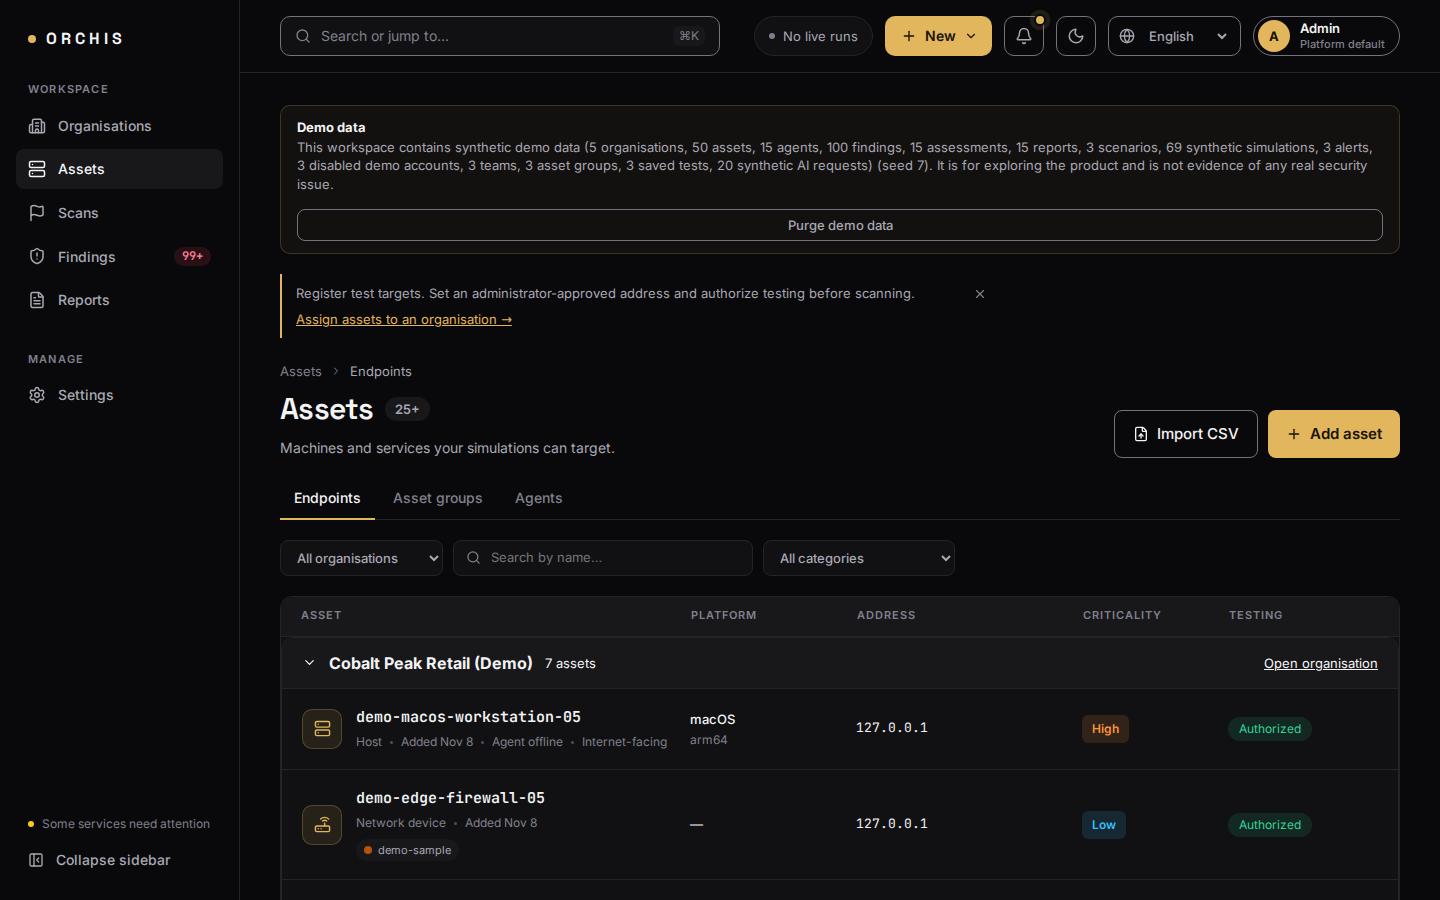 ORCHIS
Search or jump to...
⌘K
No live runs
New
English
A
Admin
Platform default
WORKSPACE
Organisations
Assets
Scans
Findings
99+
Reports
MANAGE
Settings
Some services need attention
Collapse sidebar
Demo data
This workspace contains synthetic demo data (5 organisations, 50 assets, 15 agents, 100 findings, 15 assessments, 15 reports, 3 scenarios, 69 synthetic simulations, 3 alerts,
3 disabled demo accounts, 3 teams, 3 asset groups, 3 saved tests, 20 synthetic AI requests) (seed 7). It is for exploring the product and is not evidence of any real security
issue.
Purge demo data
Register test targets. Set an administrator-approved address and authorize testing before scanning.
Assign assets to an organisation →
Assets > Endpoints
Assets 25+
Machines and services your simulations can target.
Import CSV
Add asset
Endpoints
Asset groups
Agents
All organisations
Search by name...
All categories
ASSET PLATFORM ADDRESS CRITICALITY TESTING
Cobalt Peak Retail (Demo) 7 assets Open organisation
demo-macos-workstation-05
Host • Added Nov 8 • Agent offline • Internet-facing
macOS
arm64
127.0.0.1
High
Authorized
demo-edge-firewall-05
Network device • Added Nov 8
demo-sample
—
127.0.0.1
Low
Authorized